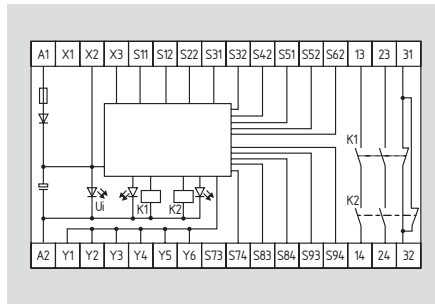 A1 X1 X2 X3 S11 S12 S22 S31 S32 S42 S51 S52 S62 13 23 31
K1
Ui K1 K2
K2
A2 Y1 Y2 Y3 Y4 Y5 Y6 S73 S74 S83 S84 S93 S94 14 24 32